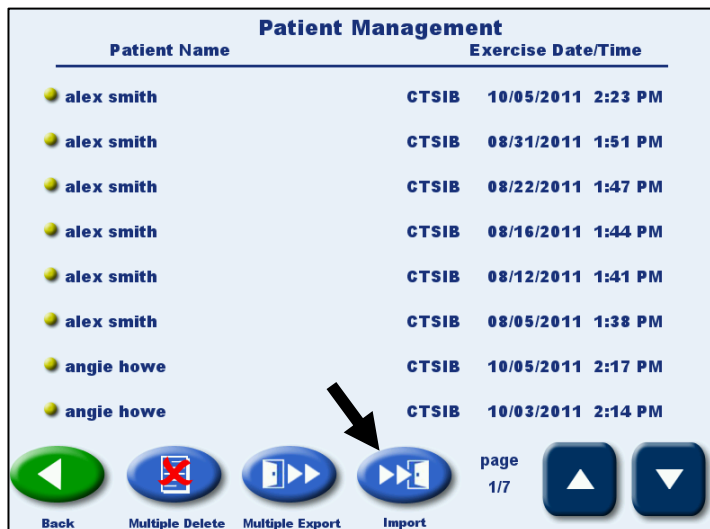 Patient Management
Patient Name Exercise Date/Time
alex smith CTSIB 10/05/2011 2:23 PM
alex smith CTSIB 08/31/2011 1:51 PM
alex smith CTSIB 08/22/2011 1:47 PM
alex smith CTSIB 08/16/2011 1:44 PM
alex smith CTSIB 08/12/2011 1:41 PM
alex smith CTSIB 08/05/2011 1:38 PM
angie howe CTSIB 10/05/2011 2:17 PM
angie howe CTSIB 10/03/2011 2:14 PM
page
1/7
Back Multiple Delete Multiple Export Import